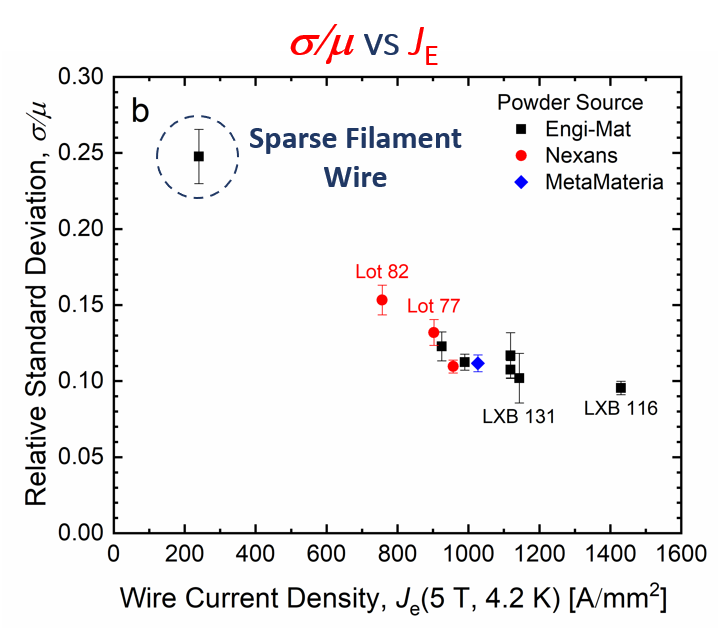 σ/μ vs J_E
b
Powder Source
Engi-Mat
Nexans
MetaMateria
Sparse Filament
Wire
Lot 82
Lot 77
LXB 131
LXB 116
Relative Standard Deviation, σ/μ
0.30
0.25
0.20
0.15
0.10
0.05
0.00
0
200
400
600
800
1000
1200
1400
1600
Wire Current Density, J_e(5 T, 4.2 K) [A/mm²]